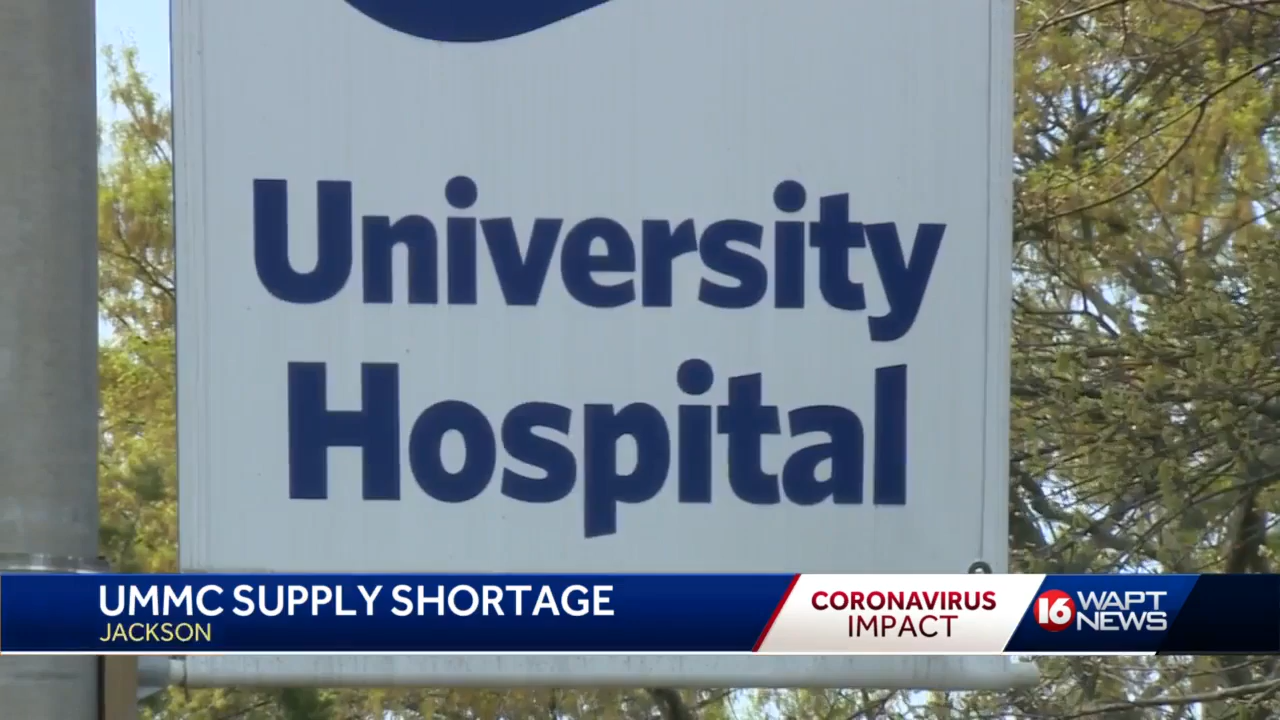 University
Hospital
UMMC SUPPLY SHORTAGE
JACKSON
CORONAVIRUS
IMPACT
16 WAPT
NEWS